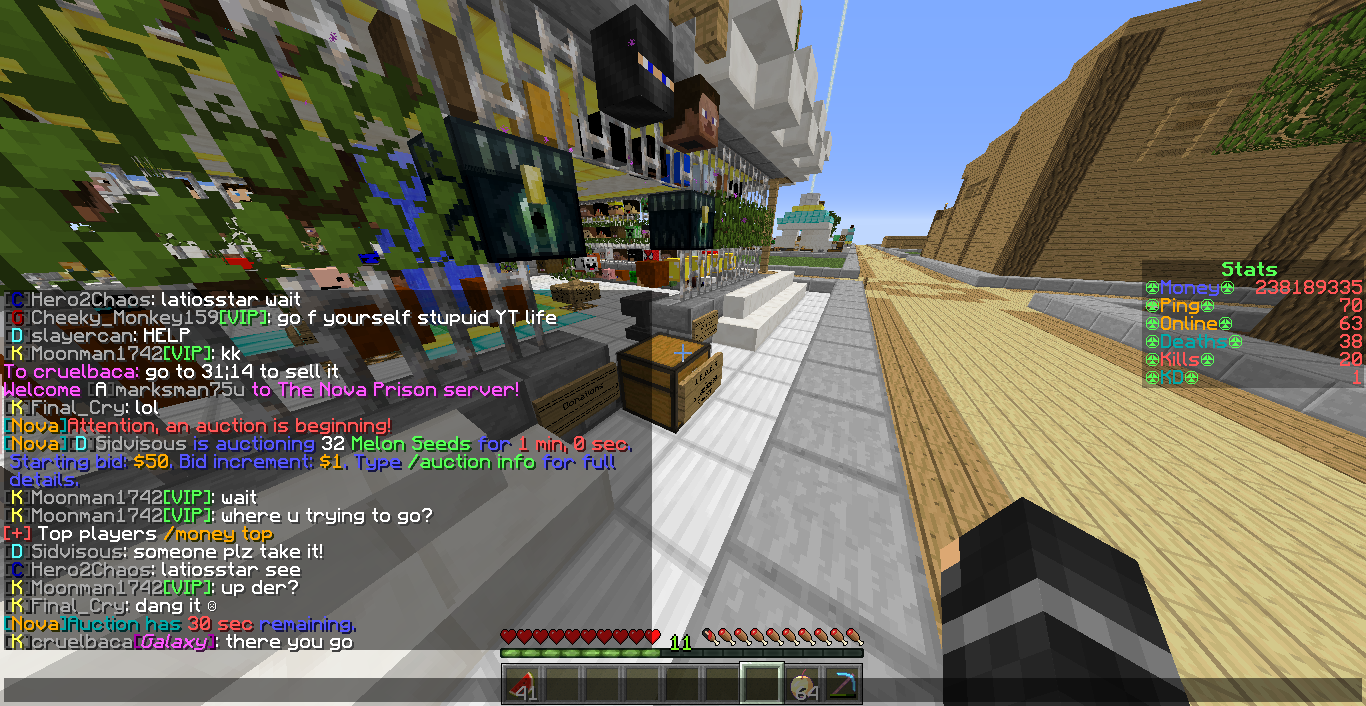 [C]Hero2Chaos: latiosstar wait
[G]Cheeky_Monkey159[VIP]: go f yourself stupuid YT life
[D]slayercan: HELP
[K]Moonman1742[VIP]: kk
To cruelbaca: go to 31;14 to sell it
Welcome [A]marksman75u to The Nova Prison server!
[K]Final_Cry: lol
[Nova]Attention, an auction is beginning!
[Nova][D]Sidvisous is auctioning 32 Melon Seeds for 1 min, 0 sec.
Starting bid: $50. Bid increment: $1. Type /auction info for full
details.
[K]Moonman1742[VIP]: wait
[K]Moonman1742[VIP]: where u trying to go?
[+] Top players /money top
[D]Sidvisous: someone plz take it!
[C]Hero2Chaos: latiosstar see
[K]Moonman1742[VIP]: up der?
[K]Final_Cry: dang it ☹
[Nova]Auction has 30 sec remaining.
[K]cruelbaca[Galaxy]: there you go
Donations
Stats
Money 238189335
Ping 70
Online 63
Deaths 38
Kills 20
KD 1
11
41
64